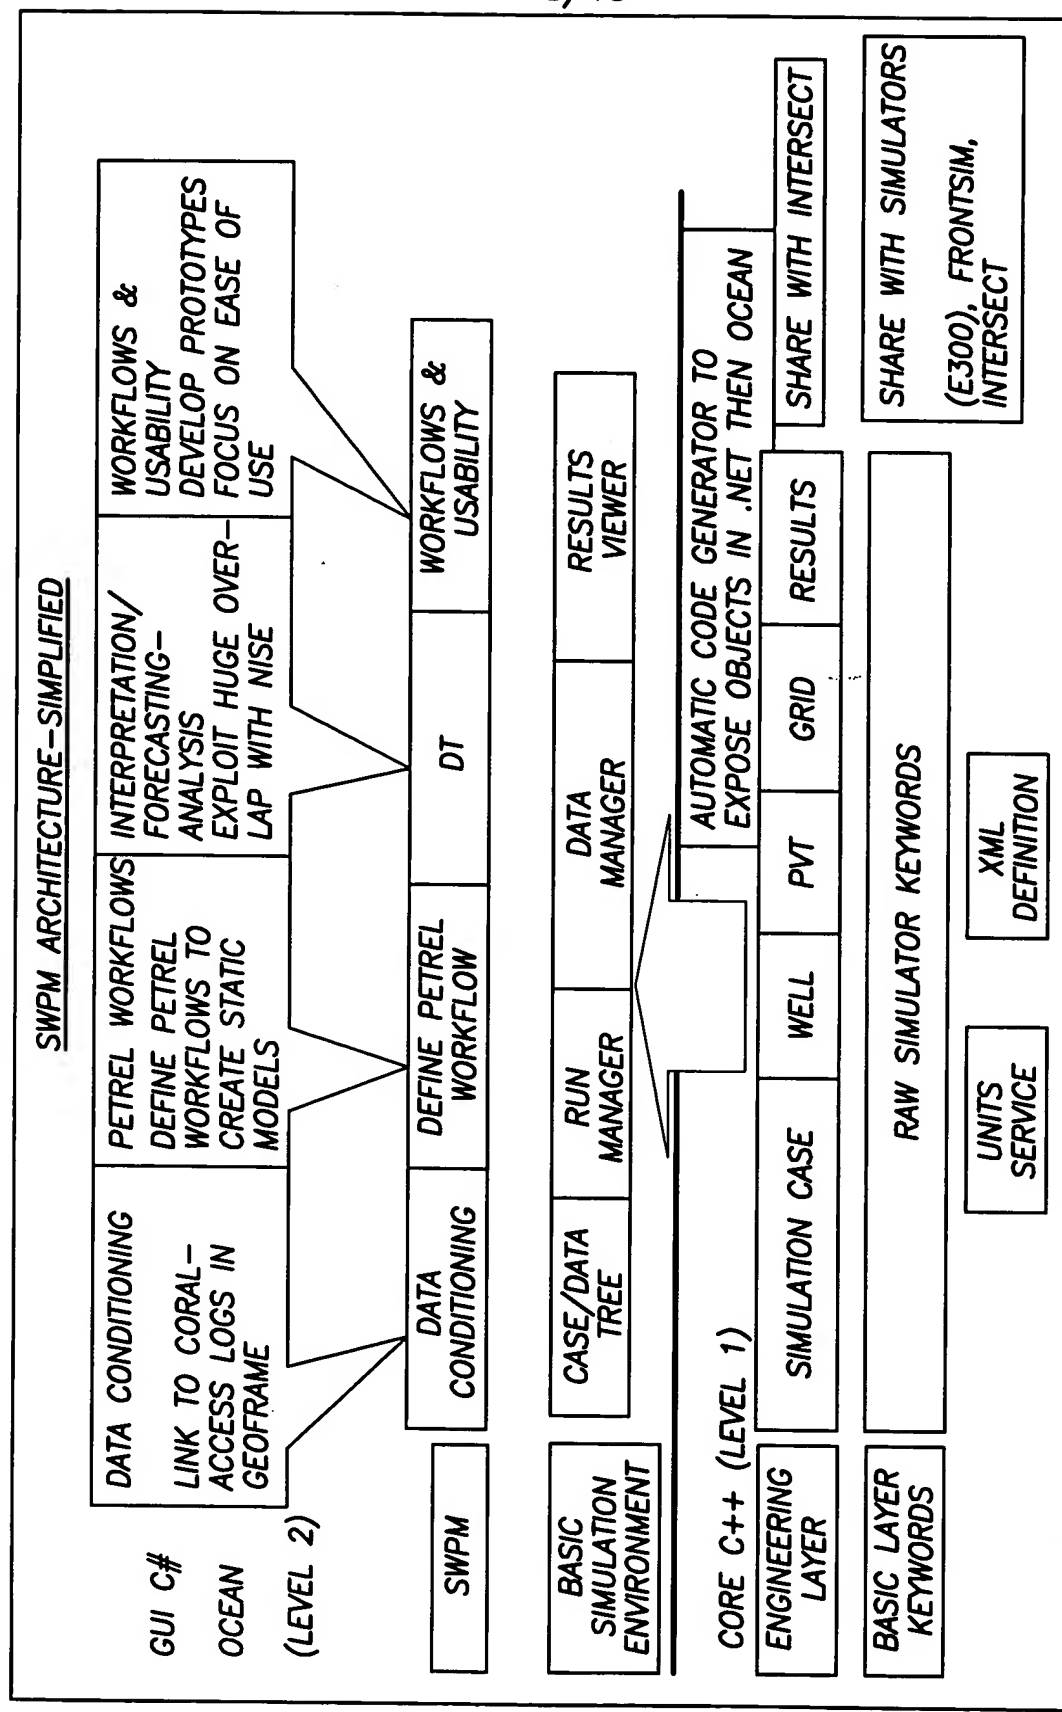 SWPM ARCHITECTURE-SIMPLIFIED
GUI C#
OCEAN
(LEVEL 2)
DATA CONDITIONING
LINK TO CORAL-
ACCESS LOGS IN
GEOFRAME
PETREL WORKFLOWS
DEFINE PETREL
WORKFLOWS TO
CREATE STATIC
MODELS
INTERPRETATION/
FORECASTING-
ANALYSIS
EXPLOIT HUGE OVER-
LAP WITH NISE
WORKFLOWS &
USABILITY
DEVELOP PROTOTYPES
FOCUS ON EASE OF
USE
SWPM
DATA
CONDITIONING
DEFINE PETREL
WORKFLOW
DT
WORKFLOWS &
USABILITY
BASIC
SIMULATION
ENVIRONMENT
CASE/DATA
TREE
RUN
MANAGER
DATA
MANAGER
RESULTS
VIEWER
CORE C++ (LEVEL 1)
AUTOMATIC CODE GENERATOR TO
EXPOSE OBJECTS IN .NET THEN OCEAN
ENGINEERING
LAYER
SIMULATION CASE
WELL
PVT
GRID
RESULTS
SHARE WITH INTERSECT
BASIC LAYER
KEYWORDS
RAW SIMULATOR KEYWORDS
SHARE WITH SIMULATORS
(E300), FRONTSIM,
INTERSECT
UNITS
SERVICE
XML
DEFINITION